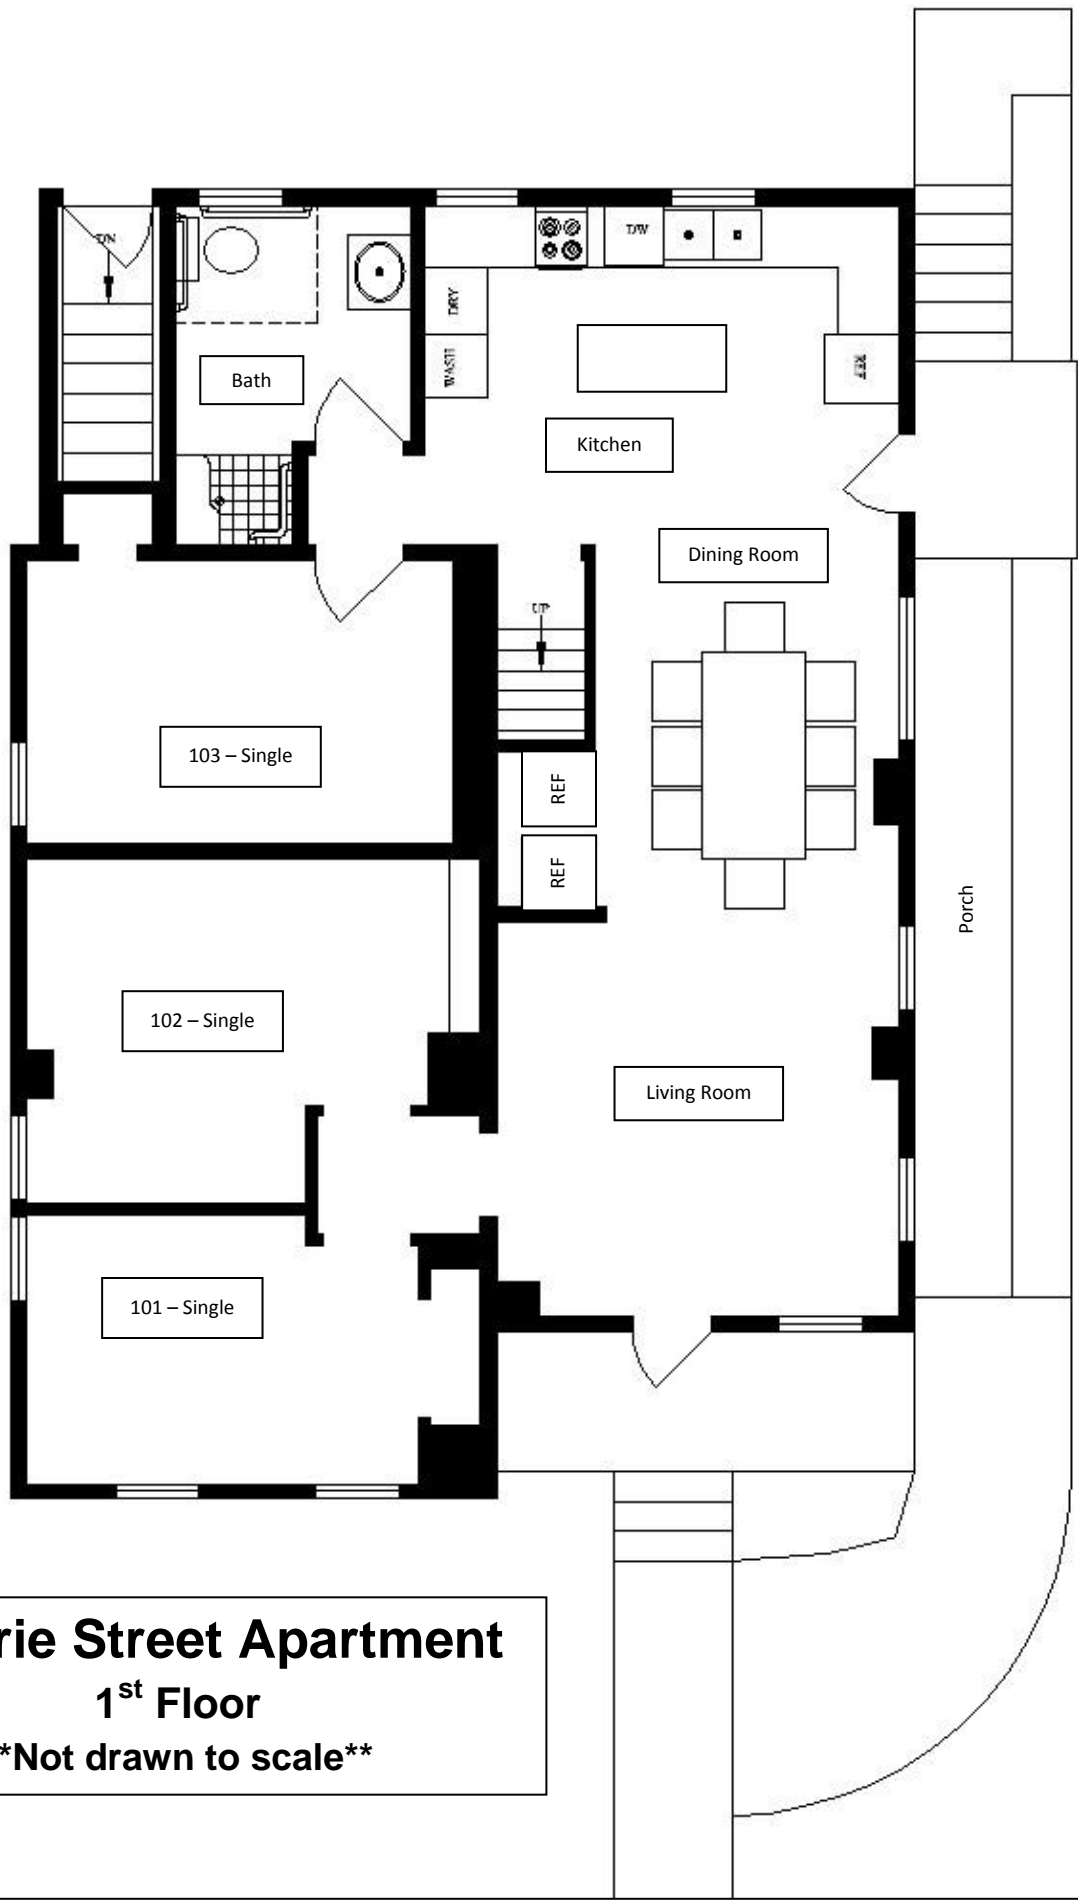 DN
D/W
DRY
WASH
REF
Bath
Kitchen
Dining Room
UP
103 – Single
REF
REF
Porch
102 – Single
Living Room
101 – Single
rie Street Apartment
1st Floor
*Not drawn to scale**